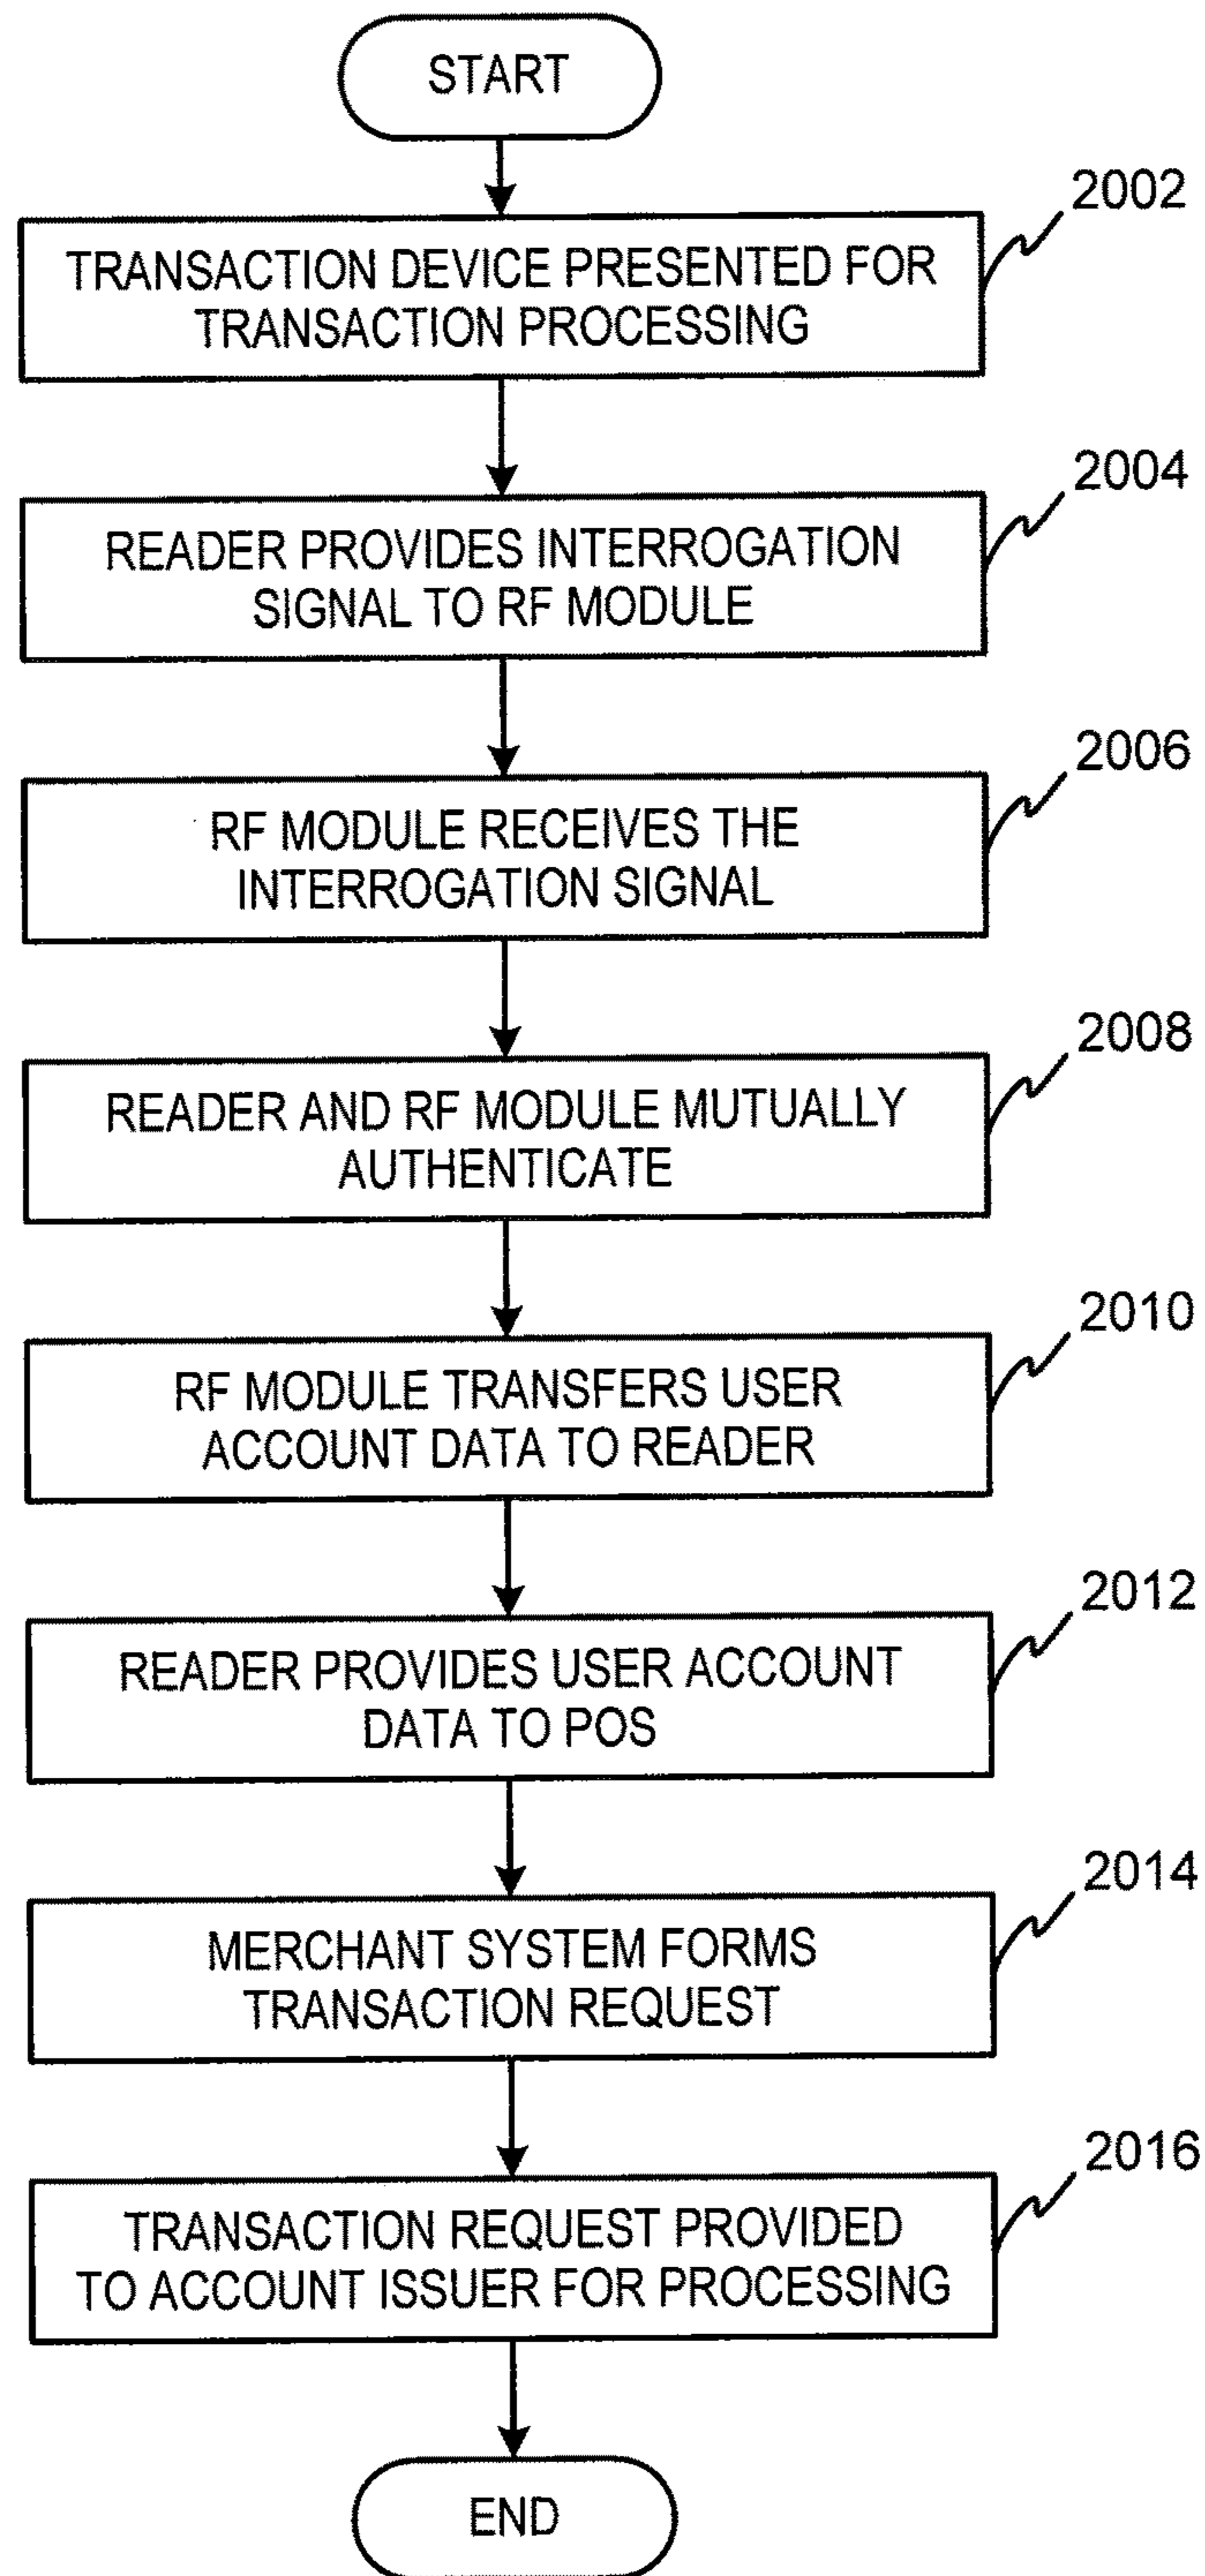 START
2002
TRANSACTION DEVICE PRESENTED FOR
TRANSACTION PROCESSING
2004
READER PROVIDES INTERROGATION
SIGNAL TO RF MODULE
2006
RF MODULE RECEIVES THE
INTERROGATION SIGNAL
2008
READER AND RF MODULE MUTUALLY
AUTHENTICATE
2010
RF MODULE TRANSFERS USER
ACCOUNT DATA TO READER
2012
READER PROVIDES USER ACCOUNT
DATA TO POS
2014
MERCHANT SYSTEM FORMS
TRANSACTION REQUEST
2016
TRANSACTION REQUEST PROVIDED
TO ACCOUNT ISSUER FOR PROCESSING
END